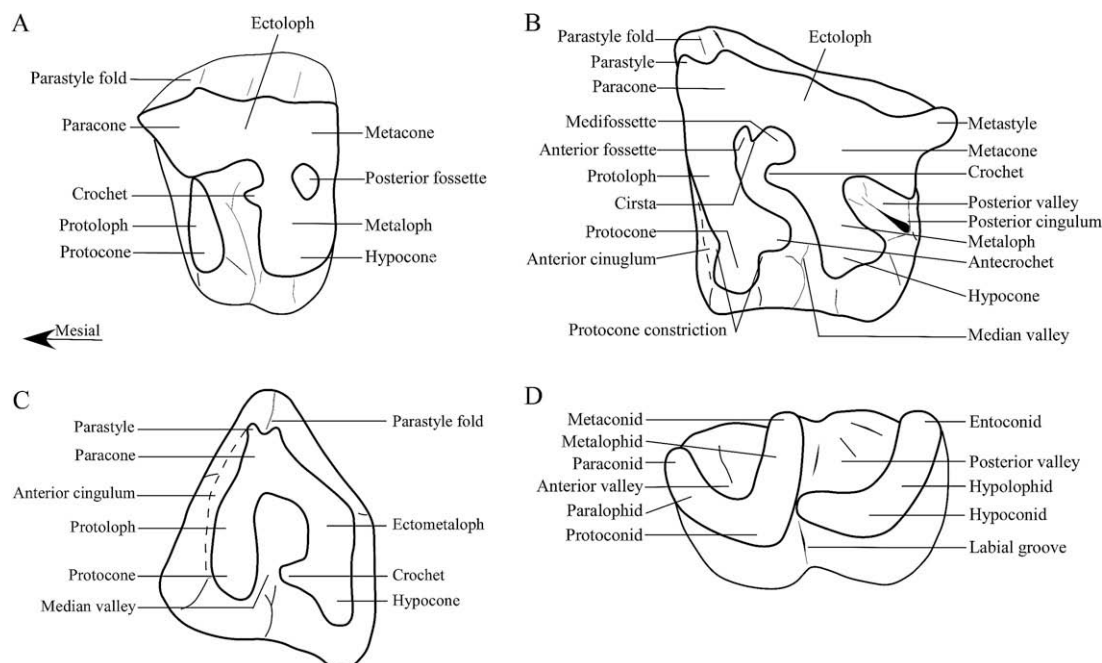 A
Ectoloph
Parastyle fold
Paracone
Metacone
Posterior fossette
Crochet
Protoloph
Metaloph
Protocone
Hypocone
Mesial
B
Parastyle fold
Ectoloph
Parastyle
Paracone
Medifossette
Metastyle
Anterior fossette
Metacone
Crochet
Protoloph
Cirsta
Posterior valley
Posterior cingulum
Protocone
Metaloph
Anterior cinuglum
Antecrochet
Hypocone
Protocone constriction
Median valley
C
Parastyle
Parastyle fold
Paracone
Anterior cingulum
Protoloph
Ectometaloph
Protocone
Crochet
Median valley
Hypocone
D
Metaconid
Entoconid
Metalophid
Paraconid
Posterior valley
Anterior valley
Hypolophid
Paralophid
Hypoconid
Protoconid
Labial groove